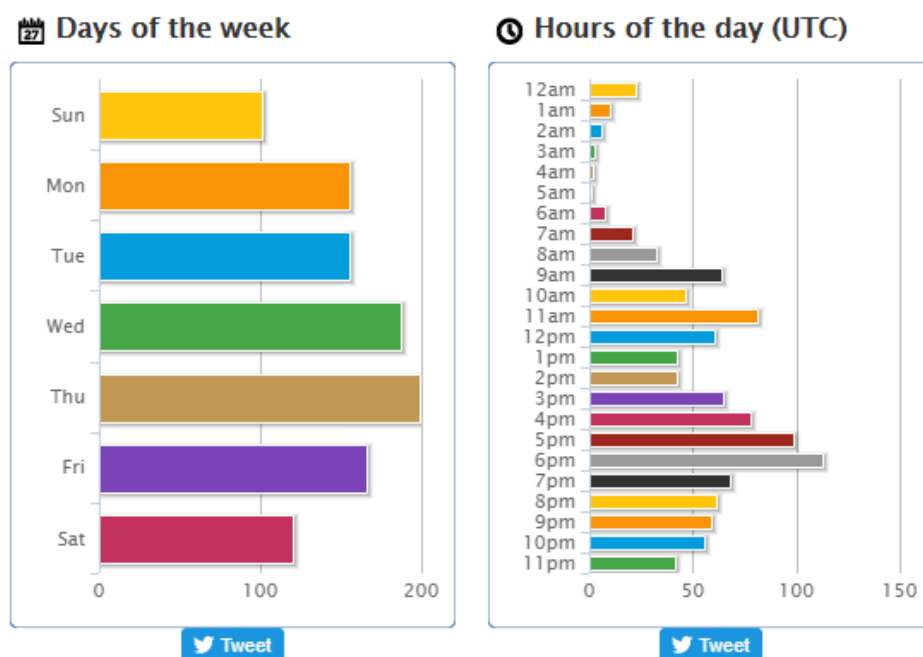 27 Days of the week
Sun
Mon
Tue
Wed
Thu
Fri
Sat
0 100 200
Tweet
Hours of the day (UTC)
12am
1am
2am
3am
4am
5am
6am
7am
8am
9am
10am
11am
12pm
1pm
2pm
3pm
4pm
5pm
6pm
7pm
8pm
9pm
10pm
11pm
0 50 100 150
Tweet